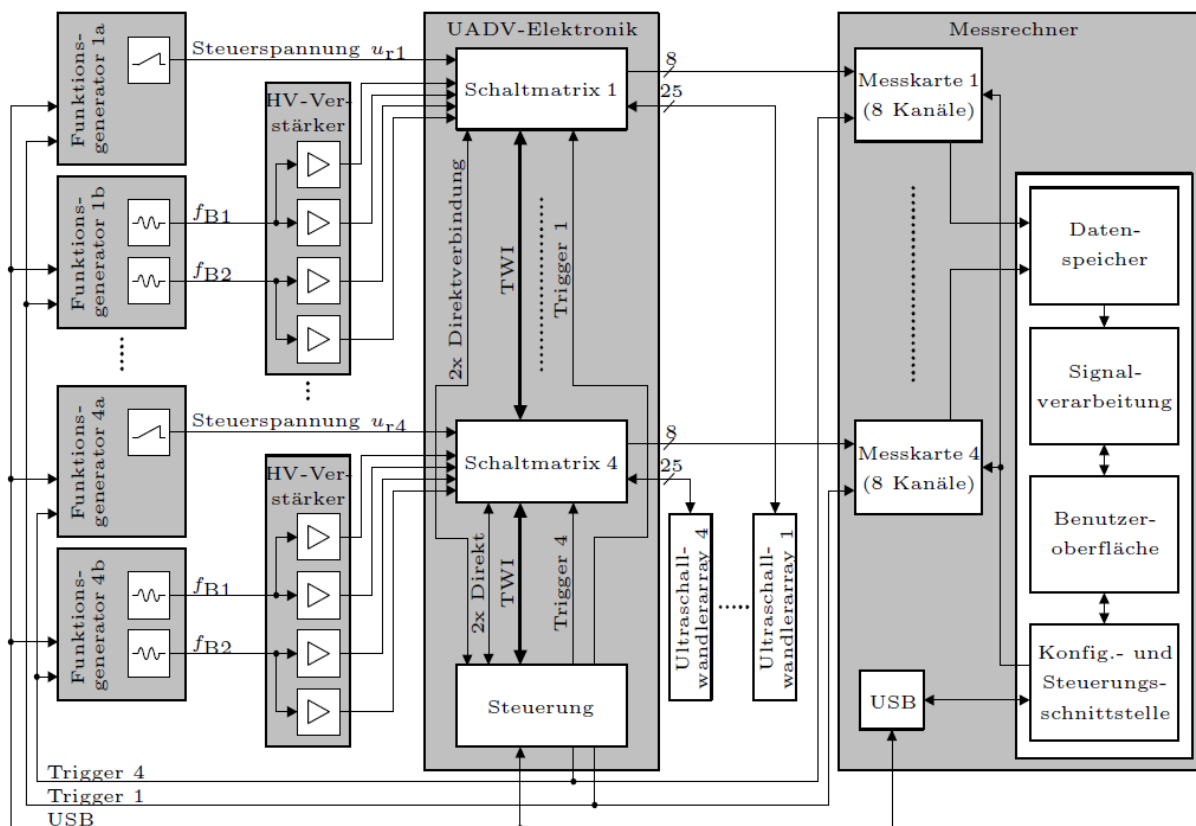 Funktions-
generator 1a
Steuerspannung ur1
HV-Ver-
stärker
UADV-Elektronik
Schaltmatrix 1
8
25
Messrechner
Messkarte 1
(8 Kanäle)
Funktions-
generator 1b
fB1
fB2
2x Direktverbindung
TWI
Trigger 1
Daten-
speicher
Signal-
verarbeitung
Funktions-
generator 4a
Steuerspannung ur4
HV-Ver-
stärker
Schaltmatrix 4
8
25
Messkarte 4
(8 Kanäle)
Funktions-
generator 4b
fB1
fB2
2x Direkt
TWI
Trigger 4
Ultraschall-
wandlerarray 4
Ultraschall-
wandlerarray 1
Benutzer-
oberfläche
Steuerung
USB
Konfig.- und
Steuerungs-
schnittstelle
Trigger 4
Trigger 1
USB